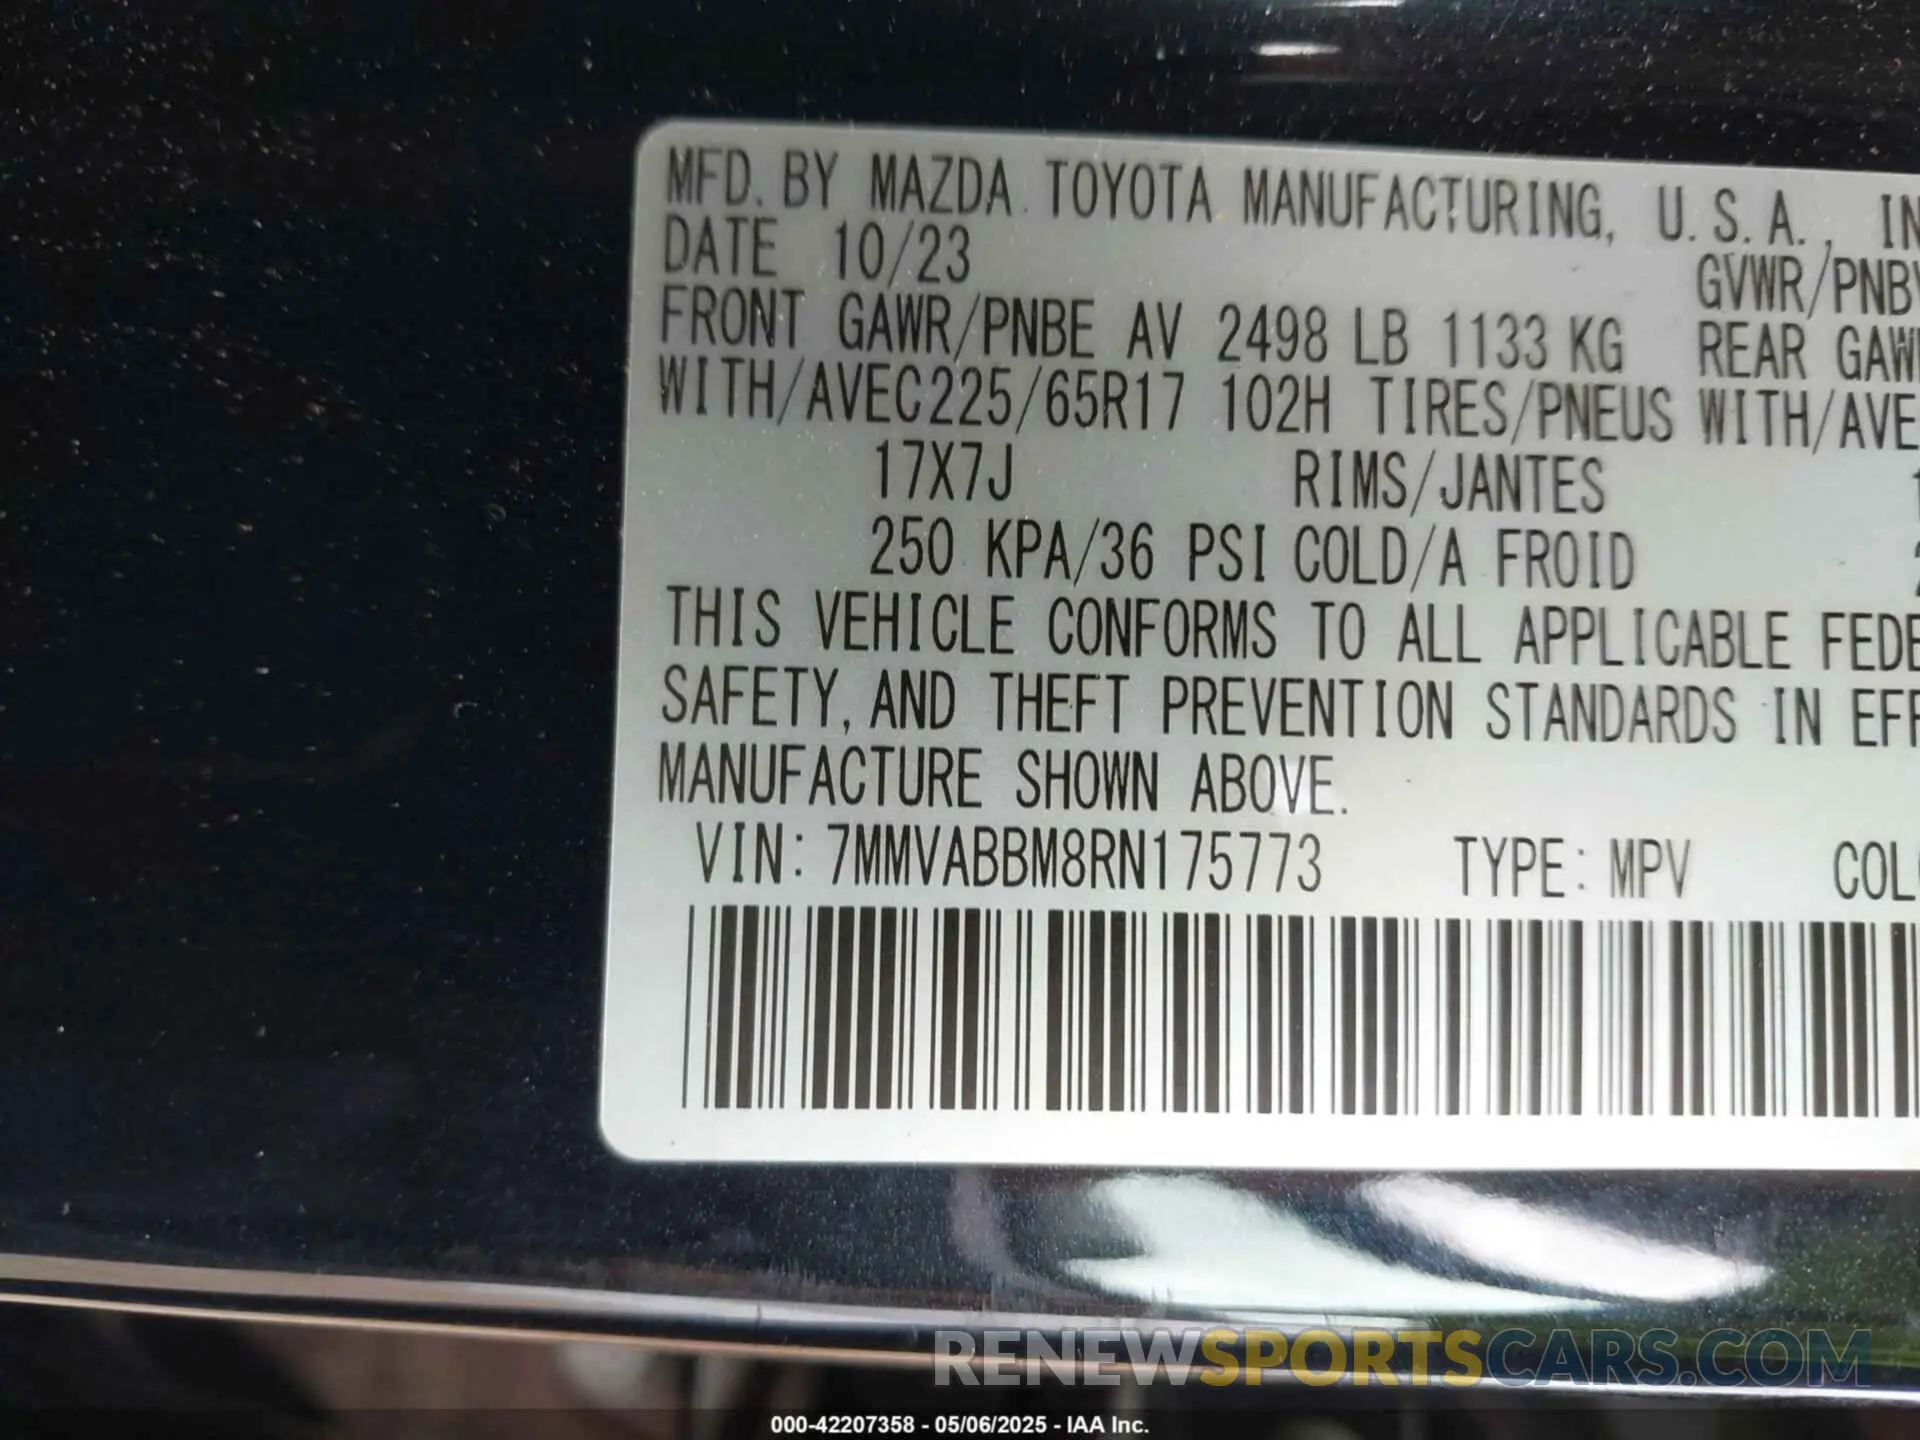 MFD. BY MAZDA TOYOTA MANUFACTURING, U.S.A.,
DATE 10/23 GVWR/
FRONT GAWR/PNBE AV 2498 LB 1133 KG REAR
WITH/AVEC225/65R17 102H TIRES/PNEUS WITH/
17X7J RIMS/JANTES
250 KPA/36 PSI COLD/A FROID
THIS VEHICLE CONFORMS TO ALL APPLICABLE
SAFETY, AND THEFT PREVENTION STANDARDS IN
MANUFACTURE SHOWN ABOVE.
VIN: 7MMVABBM8RN175773 TYPE: MPV
RENEWSPORTSCARS.COM
000-42207358 - 05/06/2025 - IAA Inc.